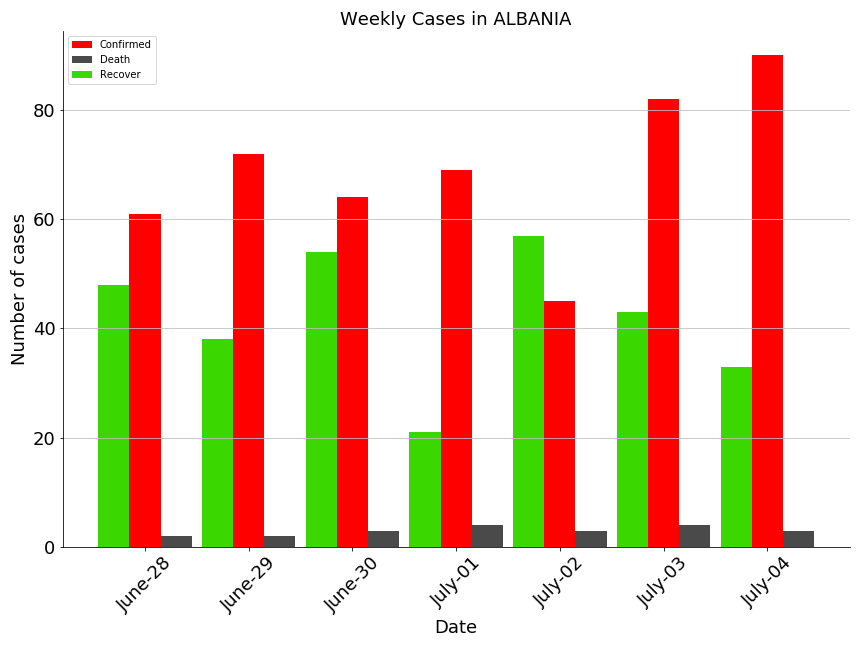 Weekly Cases in ALBANIA
Confirmed
Death
Recover
Number of cases
80
60
40
20
0
June-28
June-29
June-30
July-01
July-02
July-03
July-04
Date